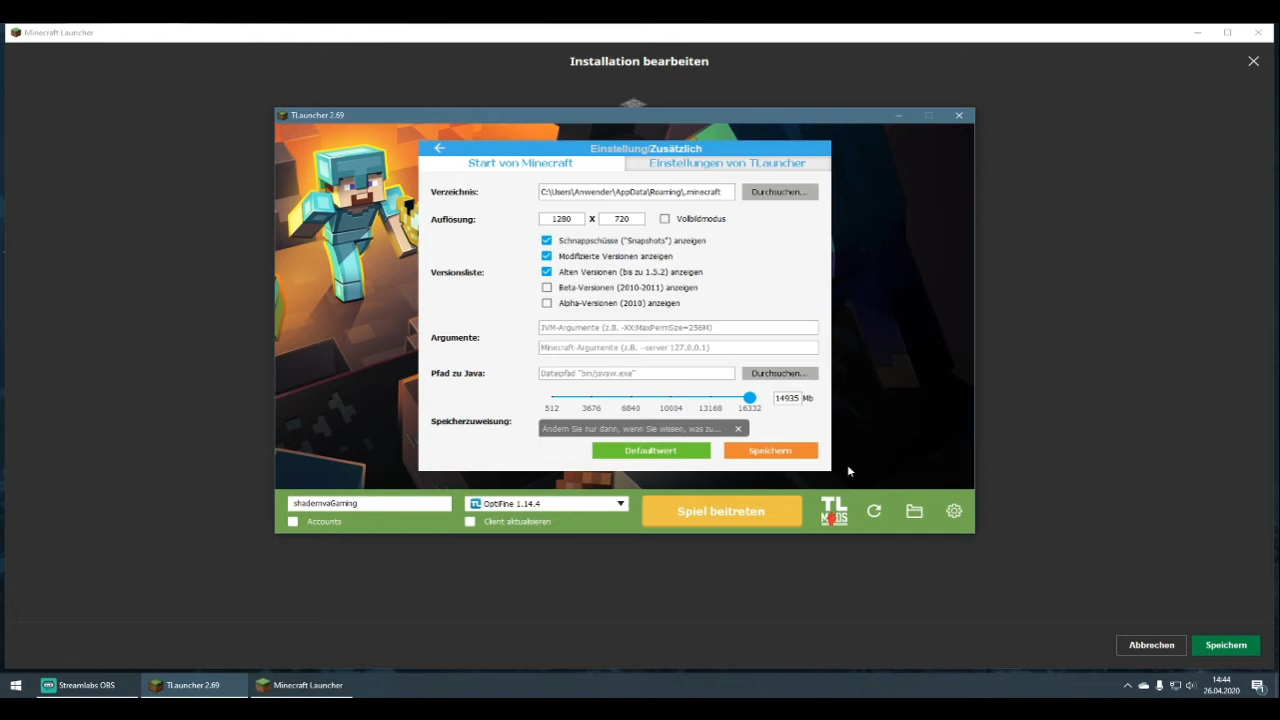 Minecraft Launcher
Installation bearbeiten
TLauncher 2.69
Einstellung/Zusätzlich
Start von Minecraft
Einstellungen von TLauncher
Verzeichnis:
C:\Users\Anwender\AppData\Roaming\.minecraft
Durchsuchen...
Auflösung:
1280 X 720
Vollbildmodus
Versionsliste:
Schnappschüsse ("Snapshots") anzeigen
Modifizierte Versionen anzeigen
Alten Versionen (bis zu 1.5.2) anzeigen
Beta-Versionen (2010-2011) anzeigen
Alpha-Versionen (2010) anzeigen
Argumente:
JVM-Argumente (z.B. -XX:MaxPermSize=256M)
Minecraft-Argumente (z.B. --server 127.0.0.1)
Pfad zu Java:
Dateipfad "bin/javaw.exe"
Durchsuchen...
Speicherzuweisung:
14935 Mb
512 3676 6840 10004 13168 16332
Ändern Sie nur dann, wenn Sie wissen, was zu...
Defaultwert
Speichern
shadernvaGaming
OptiFine 1.14.4
Spiel beitreten
TL
MODS
Accounts
Client aktualisieren
Abbrechen
Speichern
Streamlabs OBS
TLauncher 2.69
Minecraft Launcher
14:44
26.04.2020